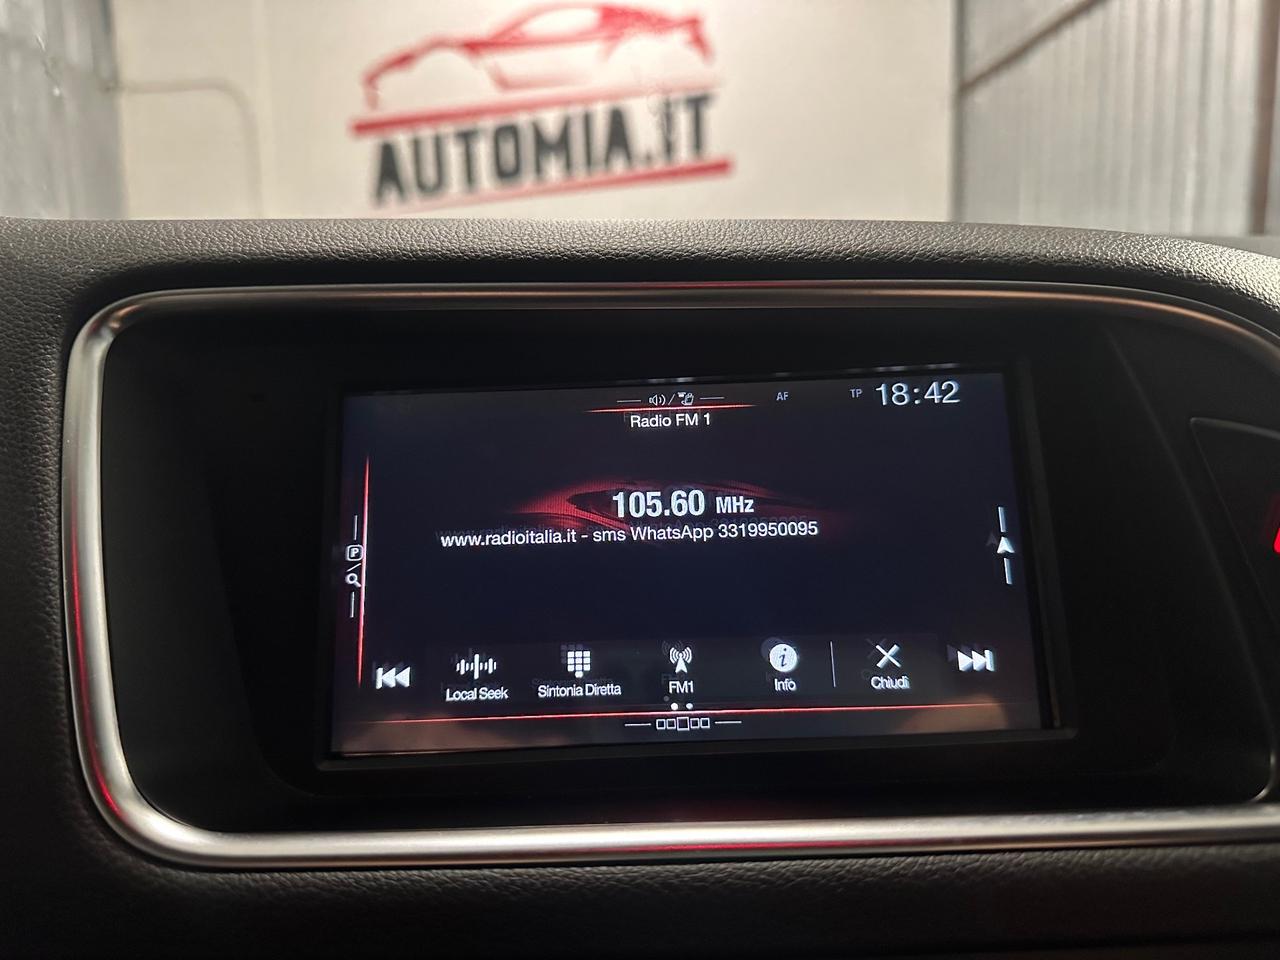 AUTOMIA.IT
AF
TP
18:42
Radio FM 1
105.60 MHz
www.radioitalia.it - sms WhatsApp 3319950095
P
Local Seek
Sintonia Diretta
FM1
Info
Chiudi